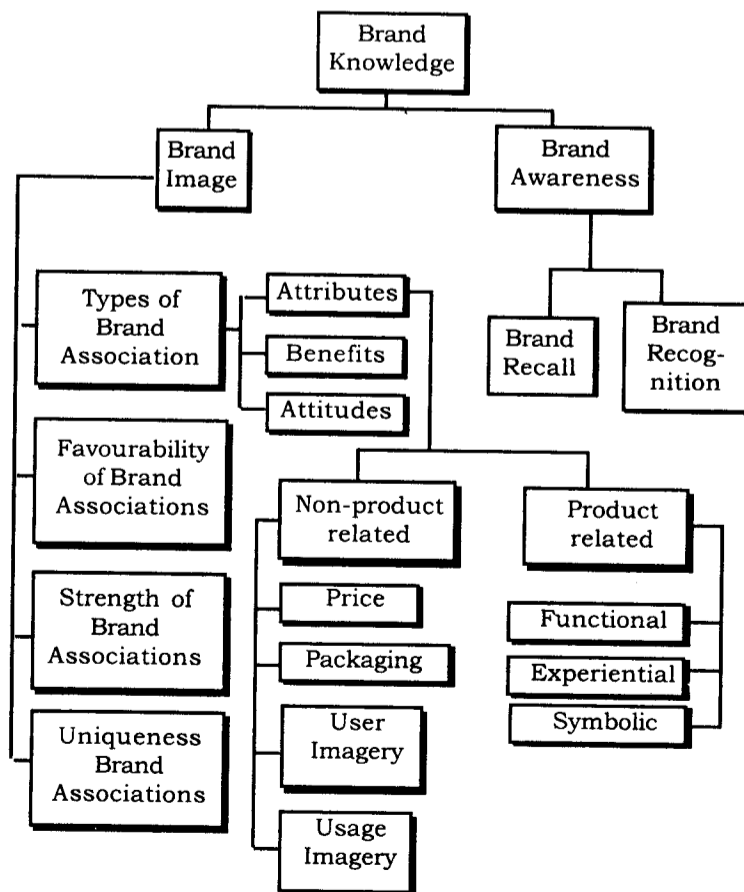 Brand
Knowledge
Brand
Image
Brand
Awareness
Types of
Brand
Association
Attributes
Benefits
Attitudes
Brand
Recall
Brand
Recog-
nition
Favourability
of Brand
Associations
Non-product
related
Product
related
Strength of
Brand
Associations
Price
Packaging
User
Imagery
Usage
Imagery
Functional
Experiential
Symbolic
Uniqueness
Brand
Associations